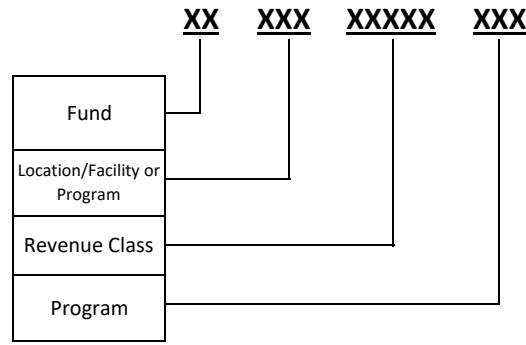 XX XXX XXXXX XXX
Fund
Location/Facility or
Program
Revenue Class
Program